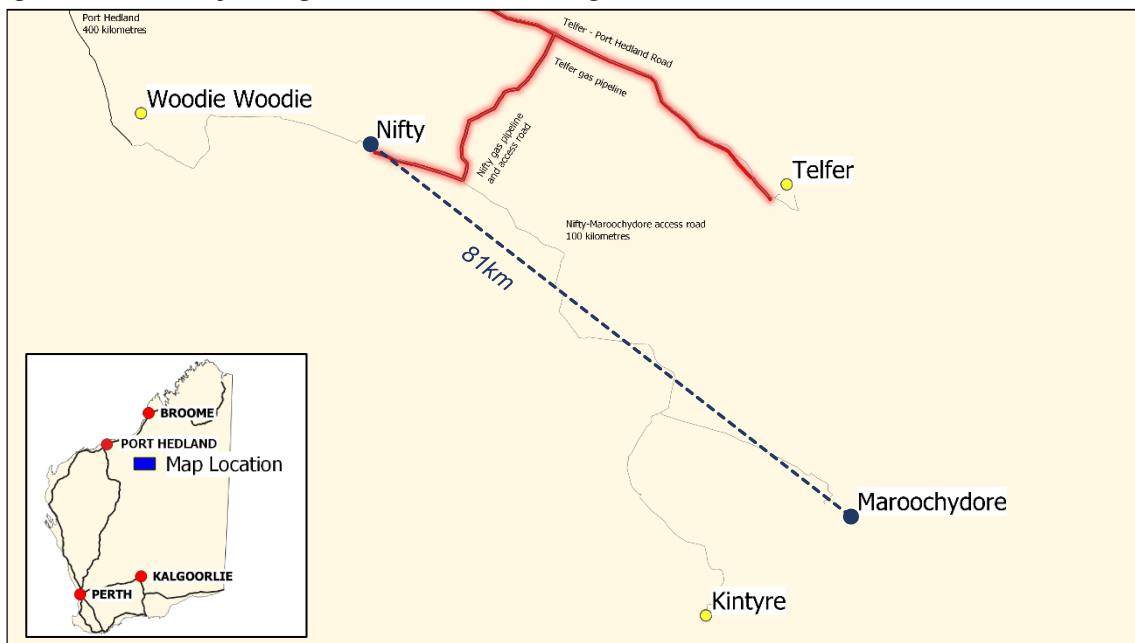 Port Hedland
400 kilometres
Woodie Woodie
Nifty
Telfer - Port Hedland Road
Telfer gas pipeline
Nifty gas pipeline
and access road
Telfer
Nifty-Maroochydore access road
100 kilometres
81km
Maroochydore
Kintyre
BROOME
PORT HEDLAND
Map Location
KALGOORLIE
PERTH